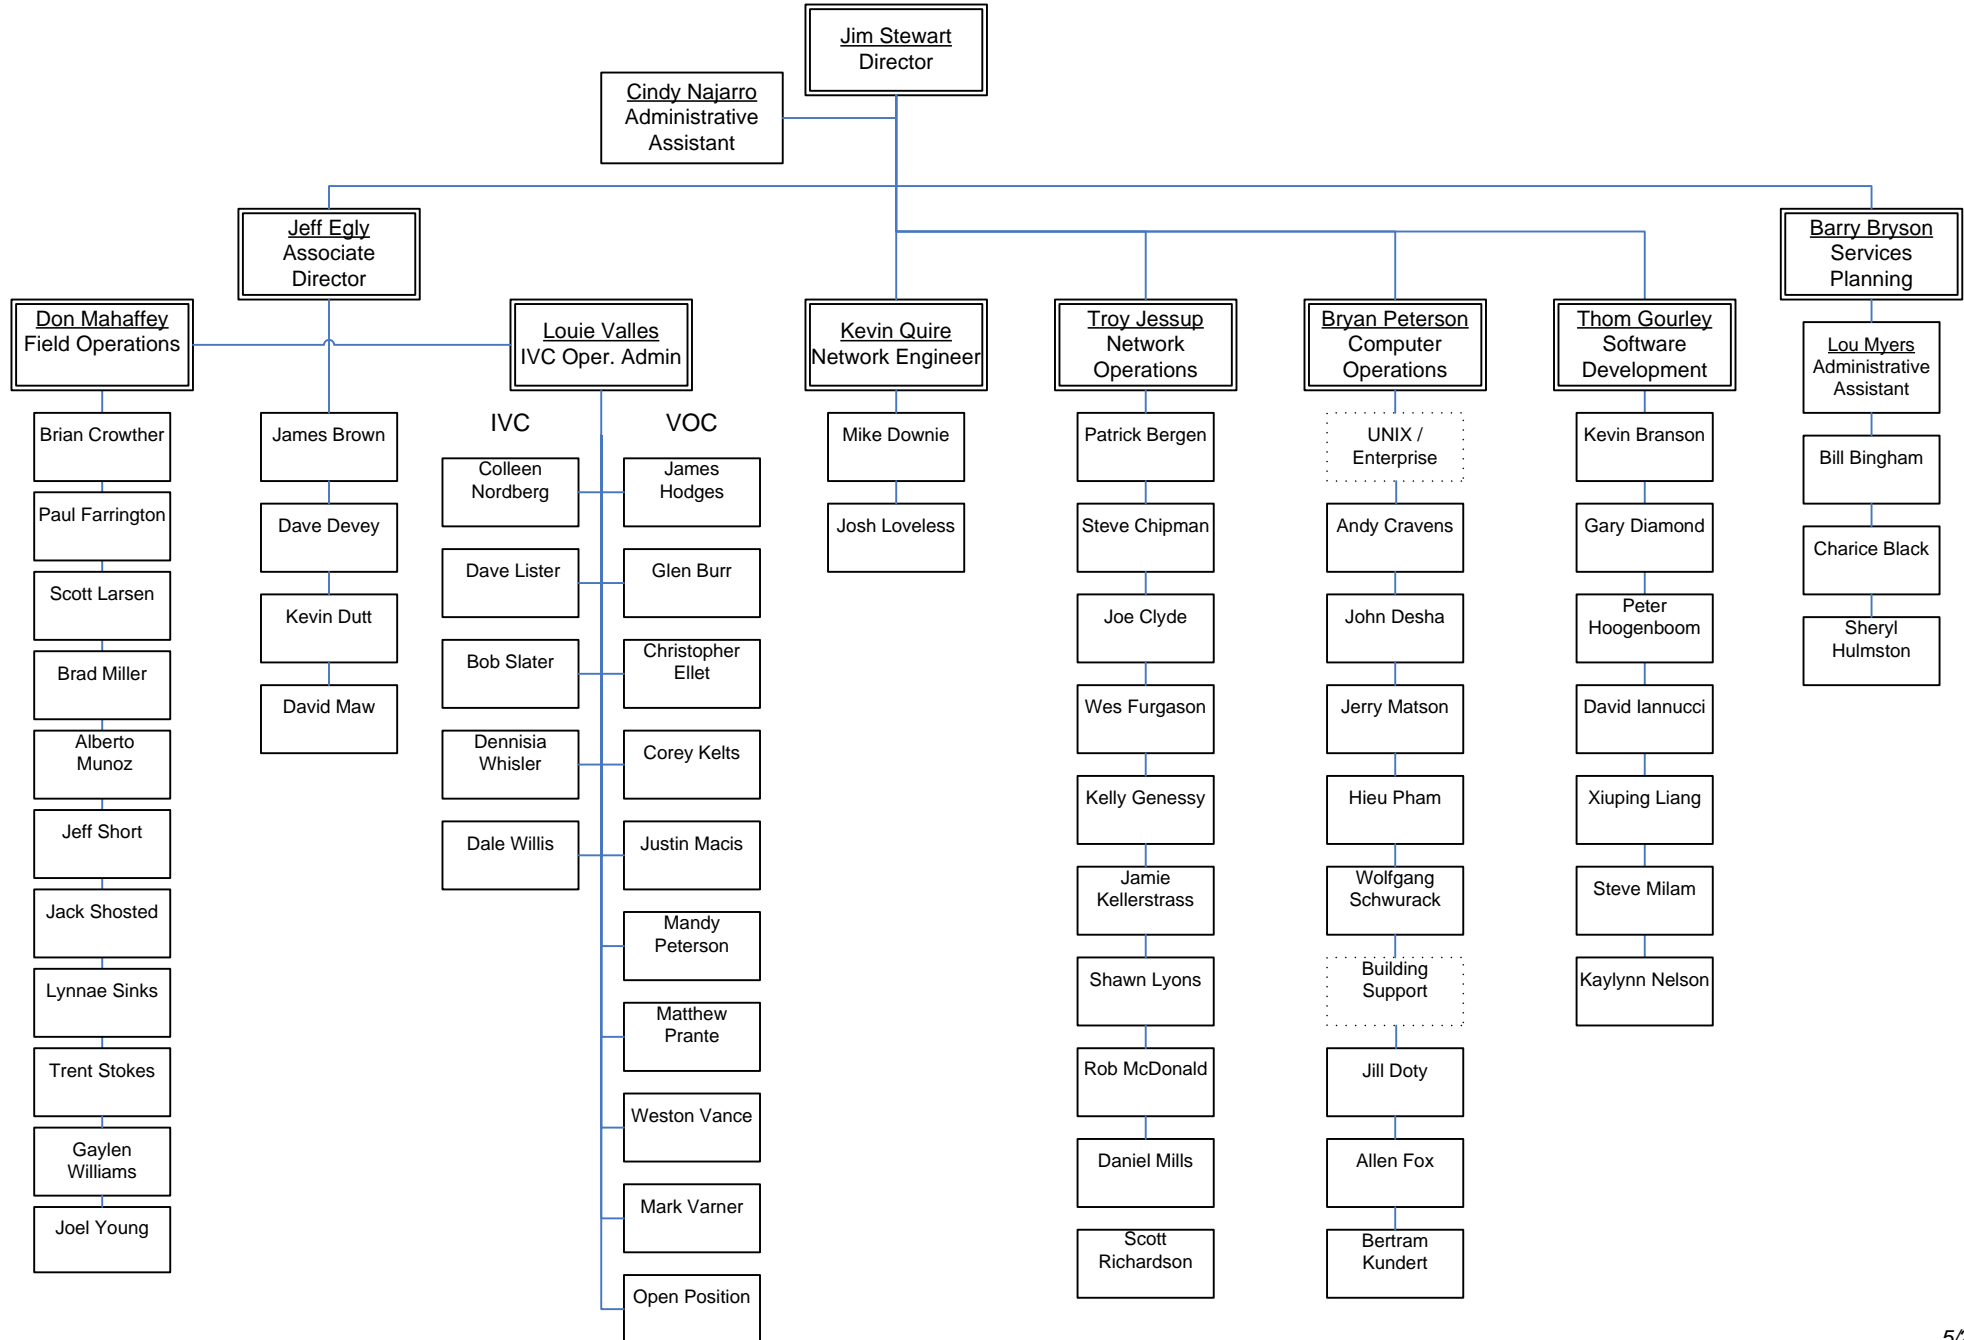 Jim Stewart
Director
Cindy Najarro
Administrative
Assistant
Jeff Egly
Associate
Director
Barry Bryson
Services
Planning
Don Mahaffey
Field Operations
Louie Valles
IVC Oper. Admin
Kevin Quire
Network Engineer
Troy Jessup
Network
Operations
Bryan Peterson
Computer
Operations
Thom Gourley
Software
Development
Brian Crowther
Paul Farrington
Scott Larsen
Brad Miller
Alberto
Munoz
Jeff Short
Jack Shosted
Lynnae Sinks
Trent Stokes
Gaylen
Williams
Joel Young
James Brown
Dave Devey
Kevin Dutt
David Maw
IVC
Colleen
Nordberg
Dave Lister
Bob Slater
Dennisia
Whisler
Dale Willis
VOC
James
Hodges
Glen Burr
Christopher
Ellet
Corey Kelts
Justin Macis
Mandy
Peterson
Matthew
Prante
Weston Vance
Mark Varner
Open Position
Mike Downie
Josh Loveless
Patrick Bergen
Steve Chipman
Joe Clyde
Wes Furgason
Kelly Genessy
Jamie
Kellerstrass
Shawn Lyons
Rob McDonald
Daniel Mills
Scott
Richardson
UNIX /
Enterprise
Andy Cravens
John Desha
Jerry Matson
Hieu Pham
Wolfgang
Schwurack
Building
Support
Jill Doty
Allen Fox
Bertram
Kundert
Kevin Branson
Gary Diamond
Peter
Hoogenboom
David Iannucci
Xiuping Liang
Steve Milam
Kaylynn Nelson
Lou Myers
Administrative
Assistant
Bill Bingham
Charice Black
Sheryl
Hulmston